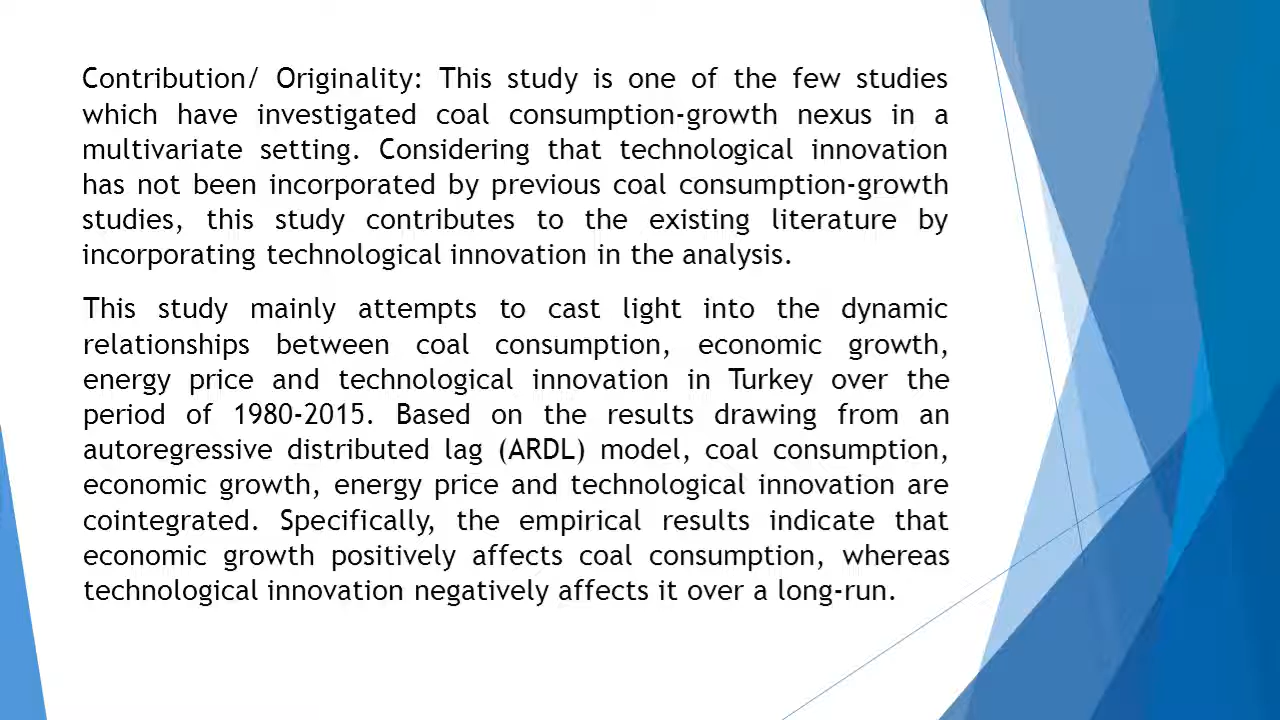 Contribution/ Originality: This study is one of the few studies
which have investigated coal consumption-growth nexus in a
multivariate setting. Considering that technological innovation
has not been incorporated by previous coal consumption-growth
studies, this study contributes to the existing literature by
incorporating technological innovation in the analysis.
This study mainly attempts to cast light into the dynamic
relationships between coal consumption, economic growth,
energy price and technological innovation in Turkey over the
period of 1980-2015. Based on the results drawing from an
autoregressive distributed lag (ARDL) model, coal consumption,
economic growth, energy price and technological innovation are
cointegrated. Specifically, the empirical results indicate that
economic growth positively affects coal consumption, whereas
technological innovation negatively affects it over a long-run.